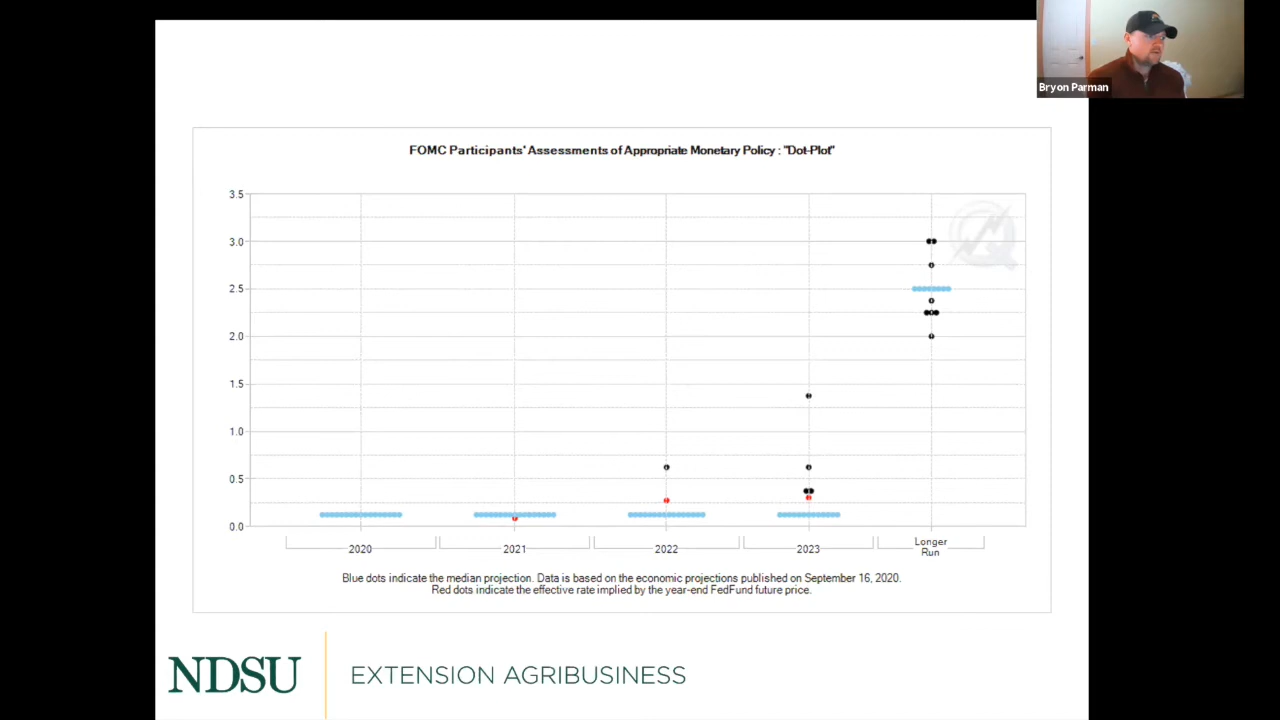 Bryon Parman
FOMC Participants' Assessments of Appropriate Monetary Policy : "Dot-Plot"
3.5
3.0
2.5
2.0
1.5
1.0
0.5
0.0
2020
2021
2022
2023
Longer
Run
Blue dots indicate the median projection. Data is based on the economic projections published on September 16, 2020.
Red dots indicate the effective rate implied by the year-end FedFund future price.
NDSU
EXTENSION AGRIBUSINESS